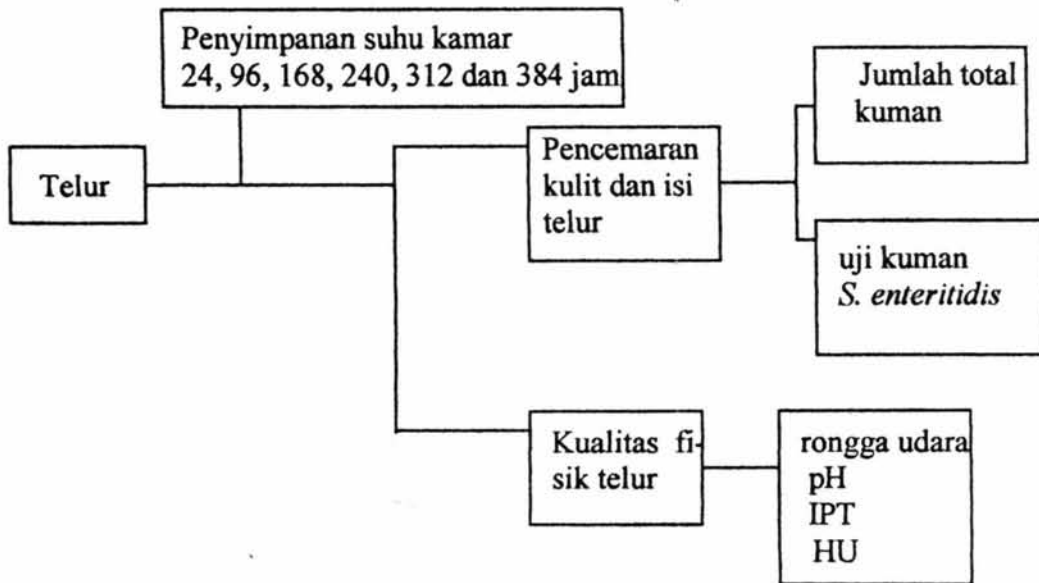 Penyimpanan suhu kamar
24, 96, 168, 240, 312 dan 384 jam
Telur
Pencemaran
kulit dan isi
telur
Jumlah total
kuman
uji kuman
S. enteritidis
Kualitas fi-
sik telur
rongga udara
pH
IPT
HU